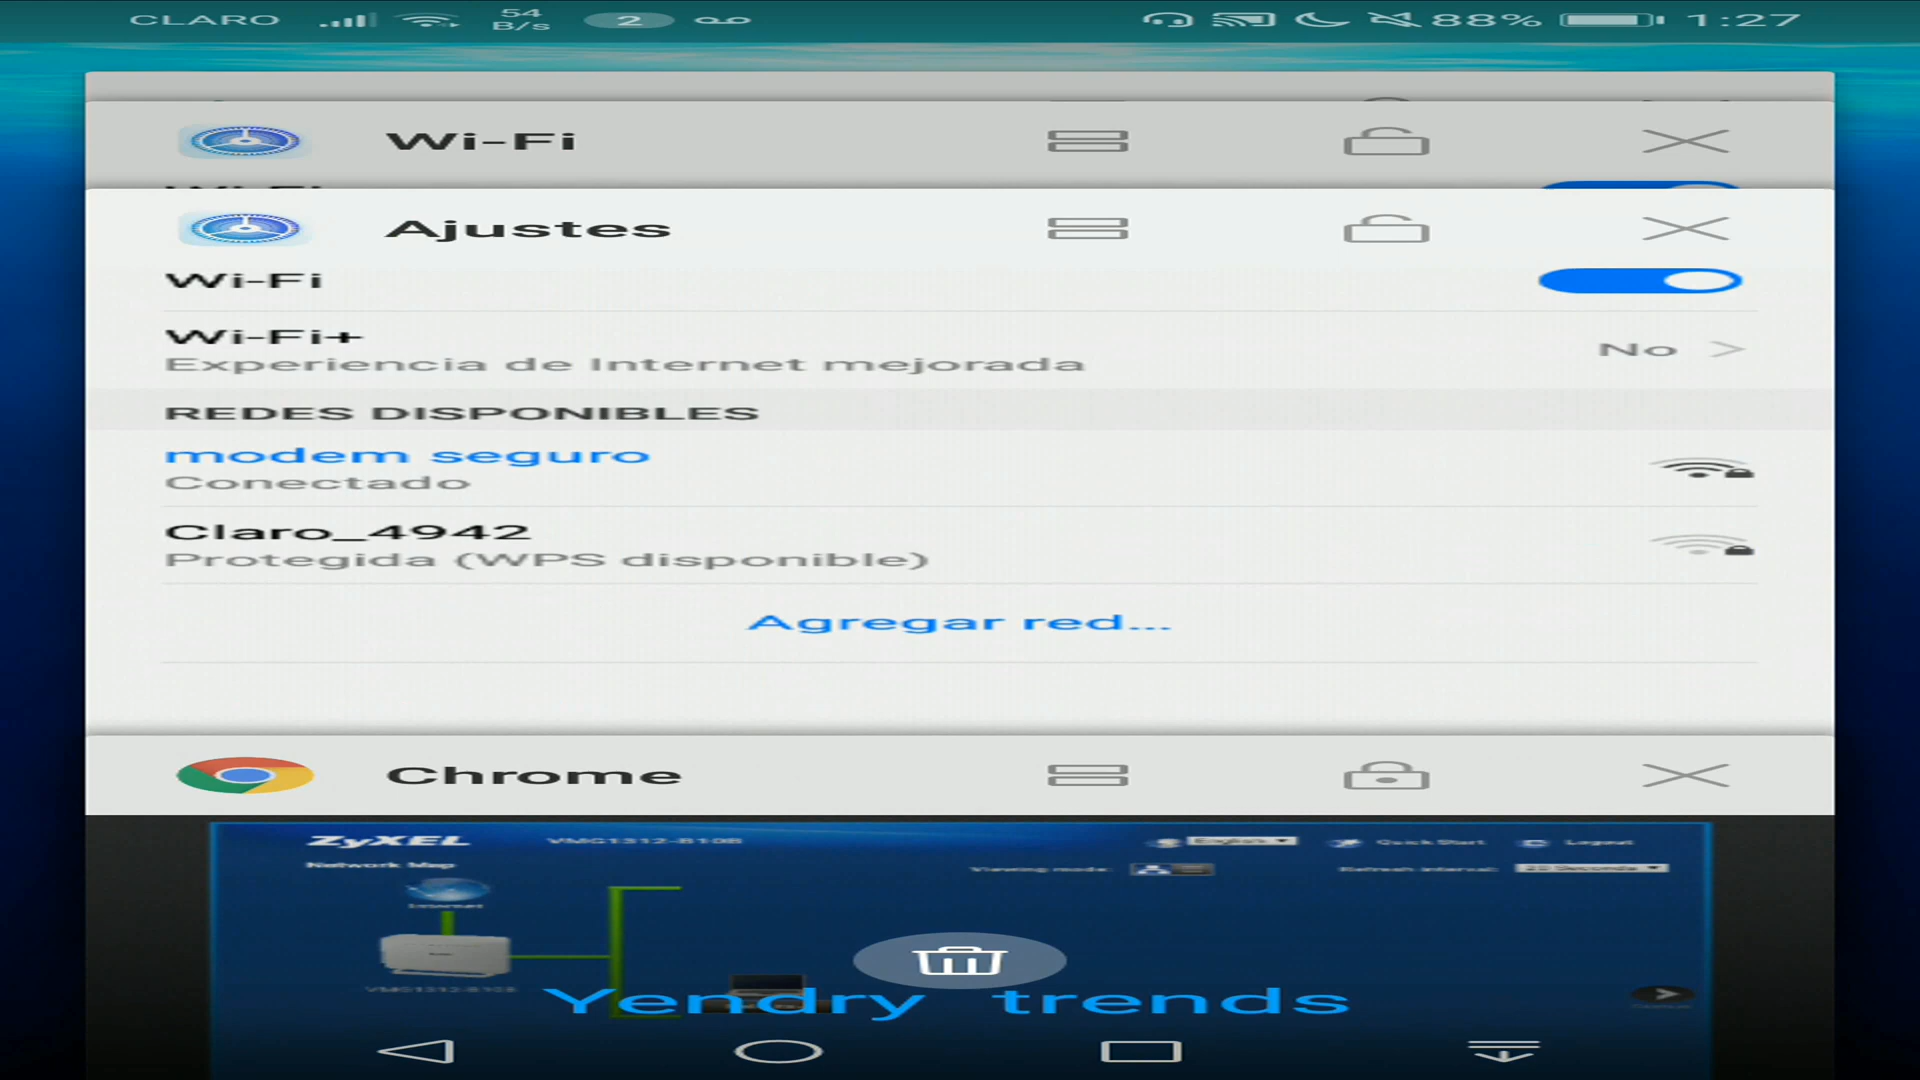 CLARO 54 B/s 2 88% 1:27
Wi-Fi
Ajustes
Wi-Fi
Wi-Fi+
Experiencia de Internet mejorada
No
REDES DISPONIBLES
modem seguro
Conectado
Claro_4942
Protegida (WPS disponible)
Agregar red...
Chrome
ZyXEL VMG1312-B10B English Quick Start Logout
Network Map
Viewing mode: Refresh interval: 20 Seconds
Internet
VMG1312-B10B
Yendry trends